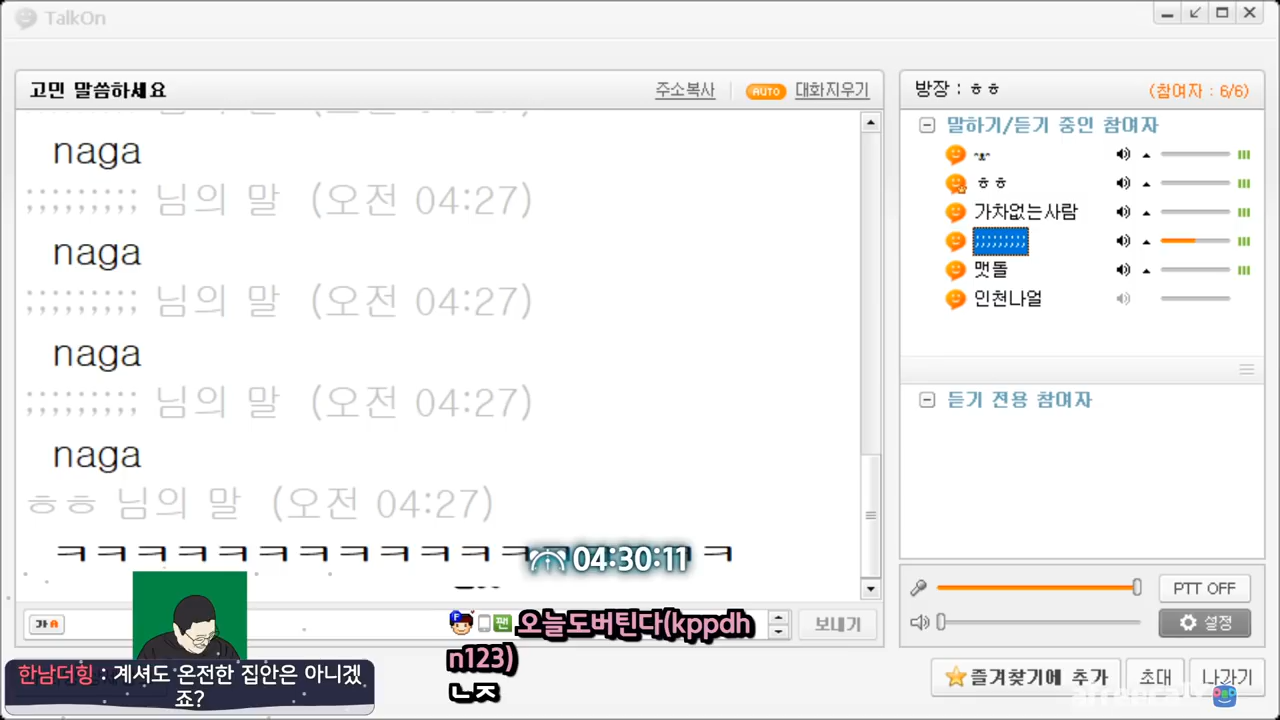 TalkOn
고민 말씀하세요
주소복사
AUTO 대화지우기
naga
;;;;;;;;; 님의 말 (오전 04:27)
naga
;;;;;;;;; 님의 말 (오전 04:27)
naga
;;;;;;;;; 님의 말 (오전 04:27)
naga
ㅎㅎ 님의 말 (오전 04:27)
ㅋㅋㅋㅋㅋㅋㅋㅋㅋㅋㅋㅋ
04:30:11
방장 : ㅎㅎ
(참여자 : 6/6)
말하기/듣기 중인 참여자
ㅎㅎ
가차없는사람
;;;;;;;;;
맷돌
인천나얼
듣기 전용 참여자
PTT OFF
설정
가A
팬 오늘도버틴다(kppdh
n123)
ㄴㅈ
보내기
한남더힝 : 계셔도 온전한 집안은 아니겠
죠?
즐겨찾기에 추가
초대
나가기